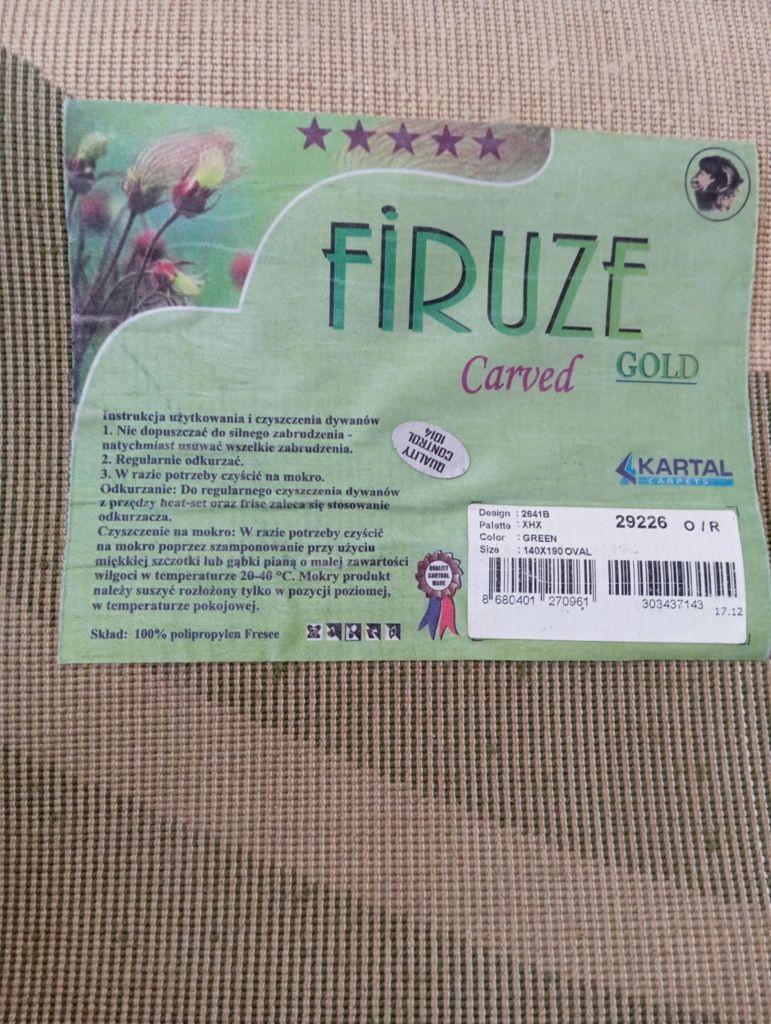 FİRUZE
Carved GOLD
Instrukcja użytkowania i czyszczenia dywanów
1. Nie dopuszczać do silnego zabrudzenia -
natychmiast usuwać wszelkie zabrudzenia.
2. Regularnie odkurzać.
3. W razie potrzeby czyścić na mokro.
Odkurzanie: Do regularnego czyszczenia dywanów
z przędzy heat-set oraz frise zaleca się stosowanie
odkurzacza.
Czyszczenie na mokro: W razie potrzeby czyścić
na mokro poprzez szamponowanie przy użyciu
miękkiej szczotki lub gąbki pianą o małej zawartości
wilgoci w temperaturze 20-40 °C. Mokry produkt
należy suszyć rozłożony tylko w pozycji poziomej,
w temperaturze pokojowej.
Skład: 100% polipropylen Fresee
QUALITY
CONTROL
1014
QUALITY
CONTROL
MADE
KARTAL
CARPETS
Design : 2641B
Palette : XHX
Color : GREEN
Size : 140X190 OVAL
29226 O/R
8 680401 270961
303437143
17.12